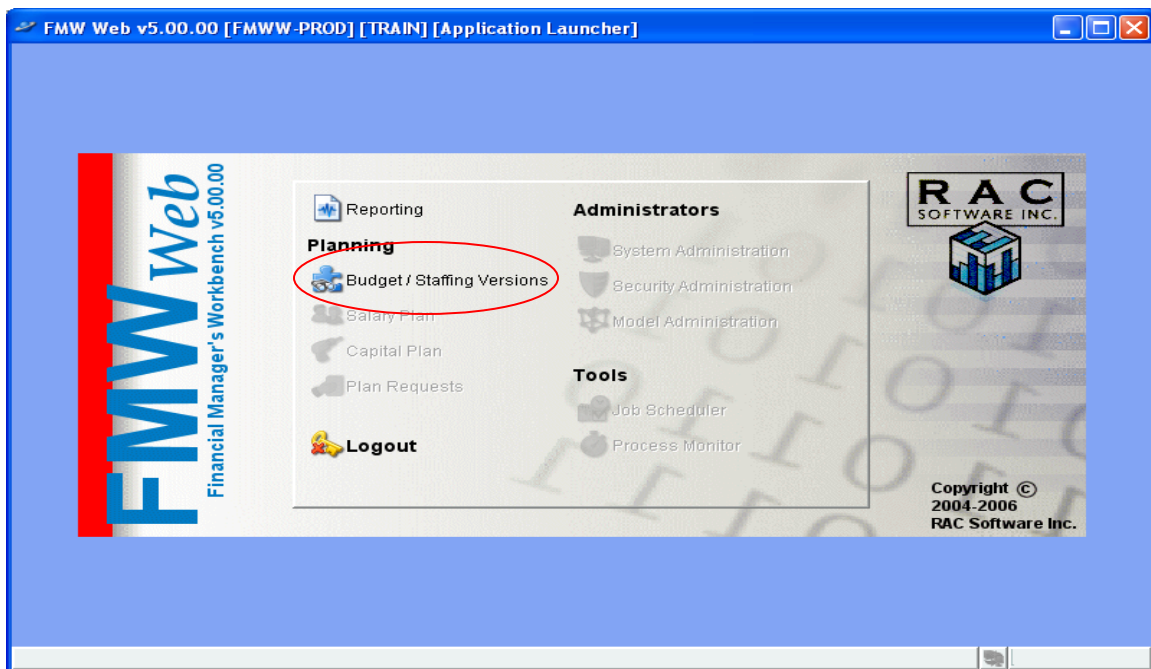 FMW Web v5.00.00 [FMWW-PROD] [TRAIN] [Application Launcher]
FMW Web
Financial Manager's Workbench v5.00.00
Reporting
Planning
Budget / Staffing Versions
Salary Plan
Capital Plan
Plan Requests
Logout
Administrators
System Administration
Security Administration
Model Administration
Tools
Job Scheduler
Process Monitor
RAC
SOFTWARE INC.
Copyright ©
2004-2006
RAC Software Inc.